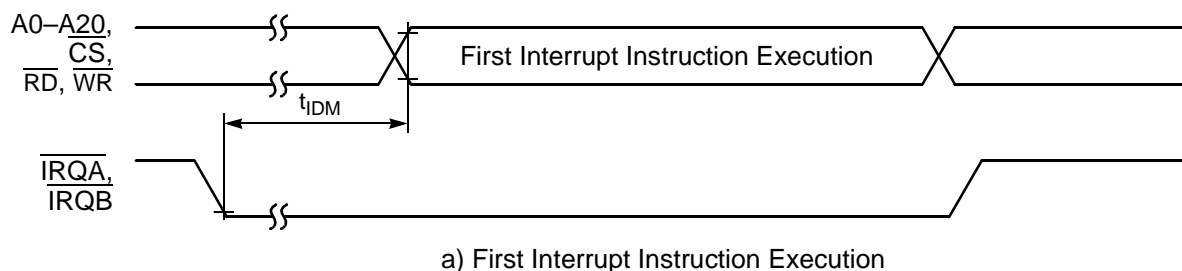 A0–A20,
CS,
RD, WR
First Interrupt Instruction Execution
tIDM
IRQA,
IRQB
a) First Interrupt Instruction Execution